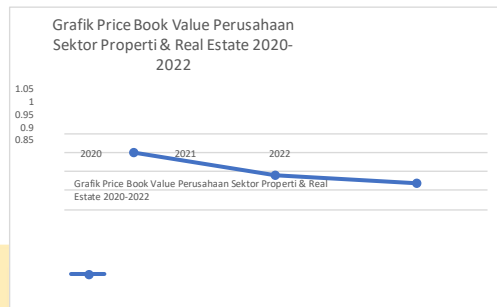 Grafik Price Book Value Perusahaan
Sektor Properti & Real Estate 2020-
2022
1.05
1
0.95
0.9
0.85
2020 2021 2022
Grafik Price Book Value Perusahaan Sektor Properti & Real
Estate 2020-2022